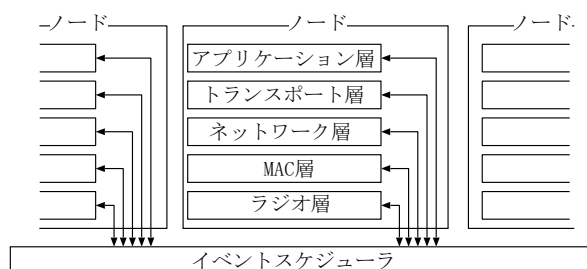 ノード
ノード
ノード
アプリケーション層
トランスポート層
ネットワーク層
MAC層
ラジオ層
イベントスケジューラ